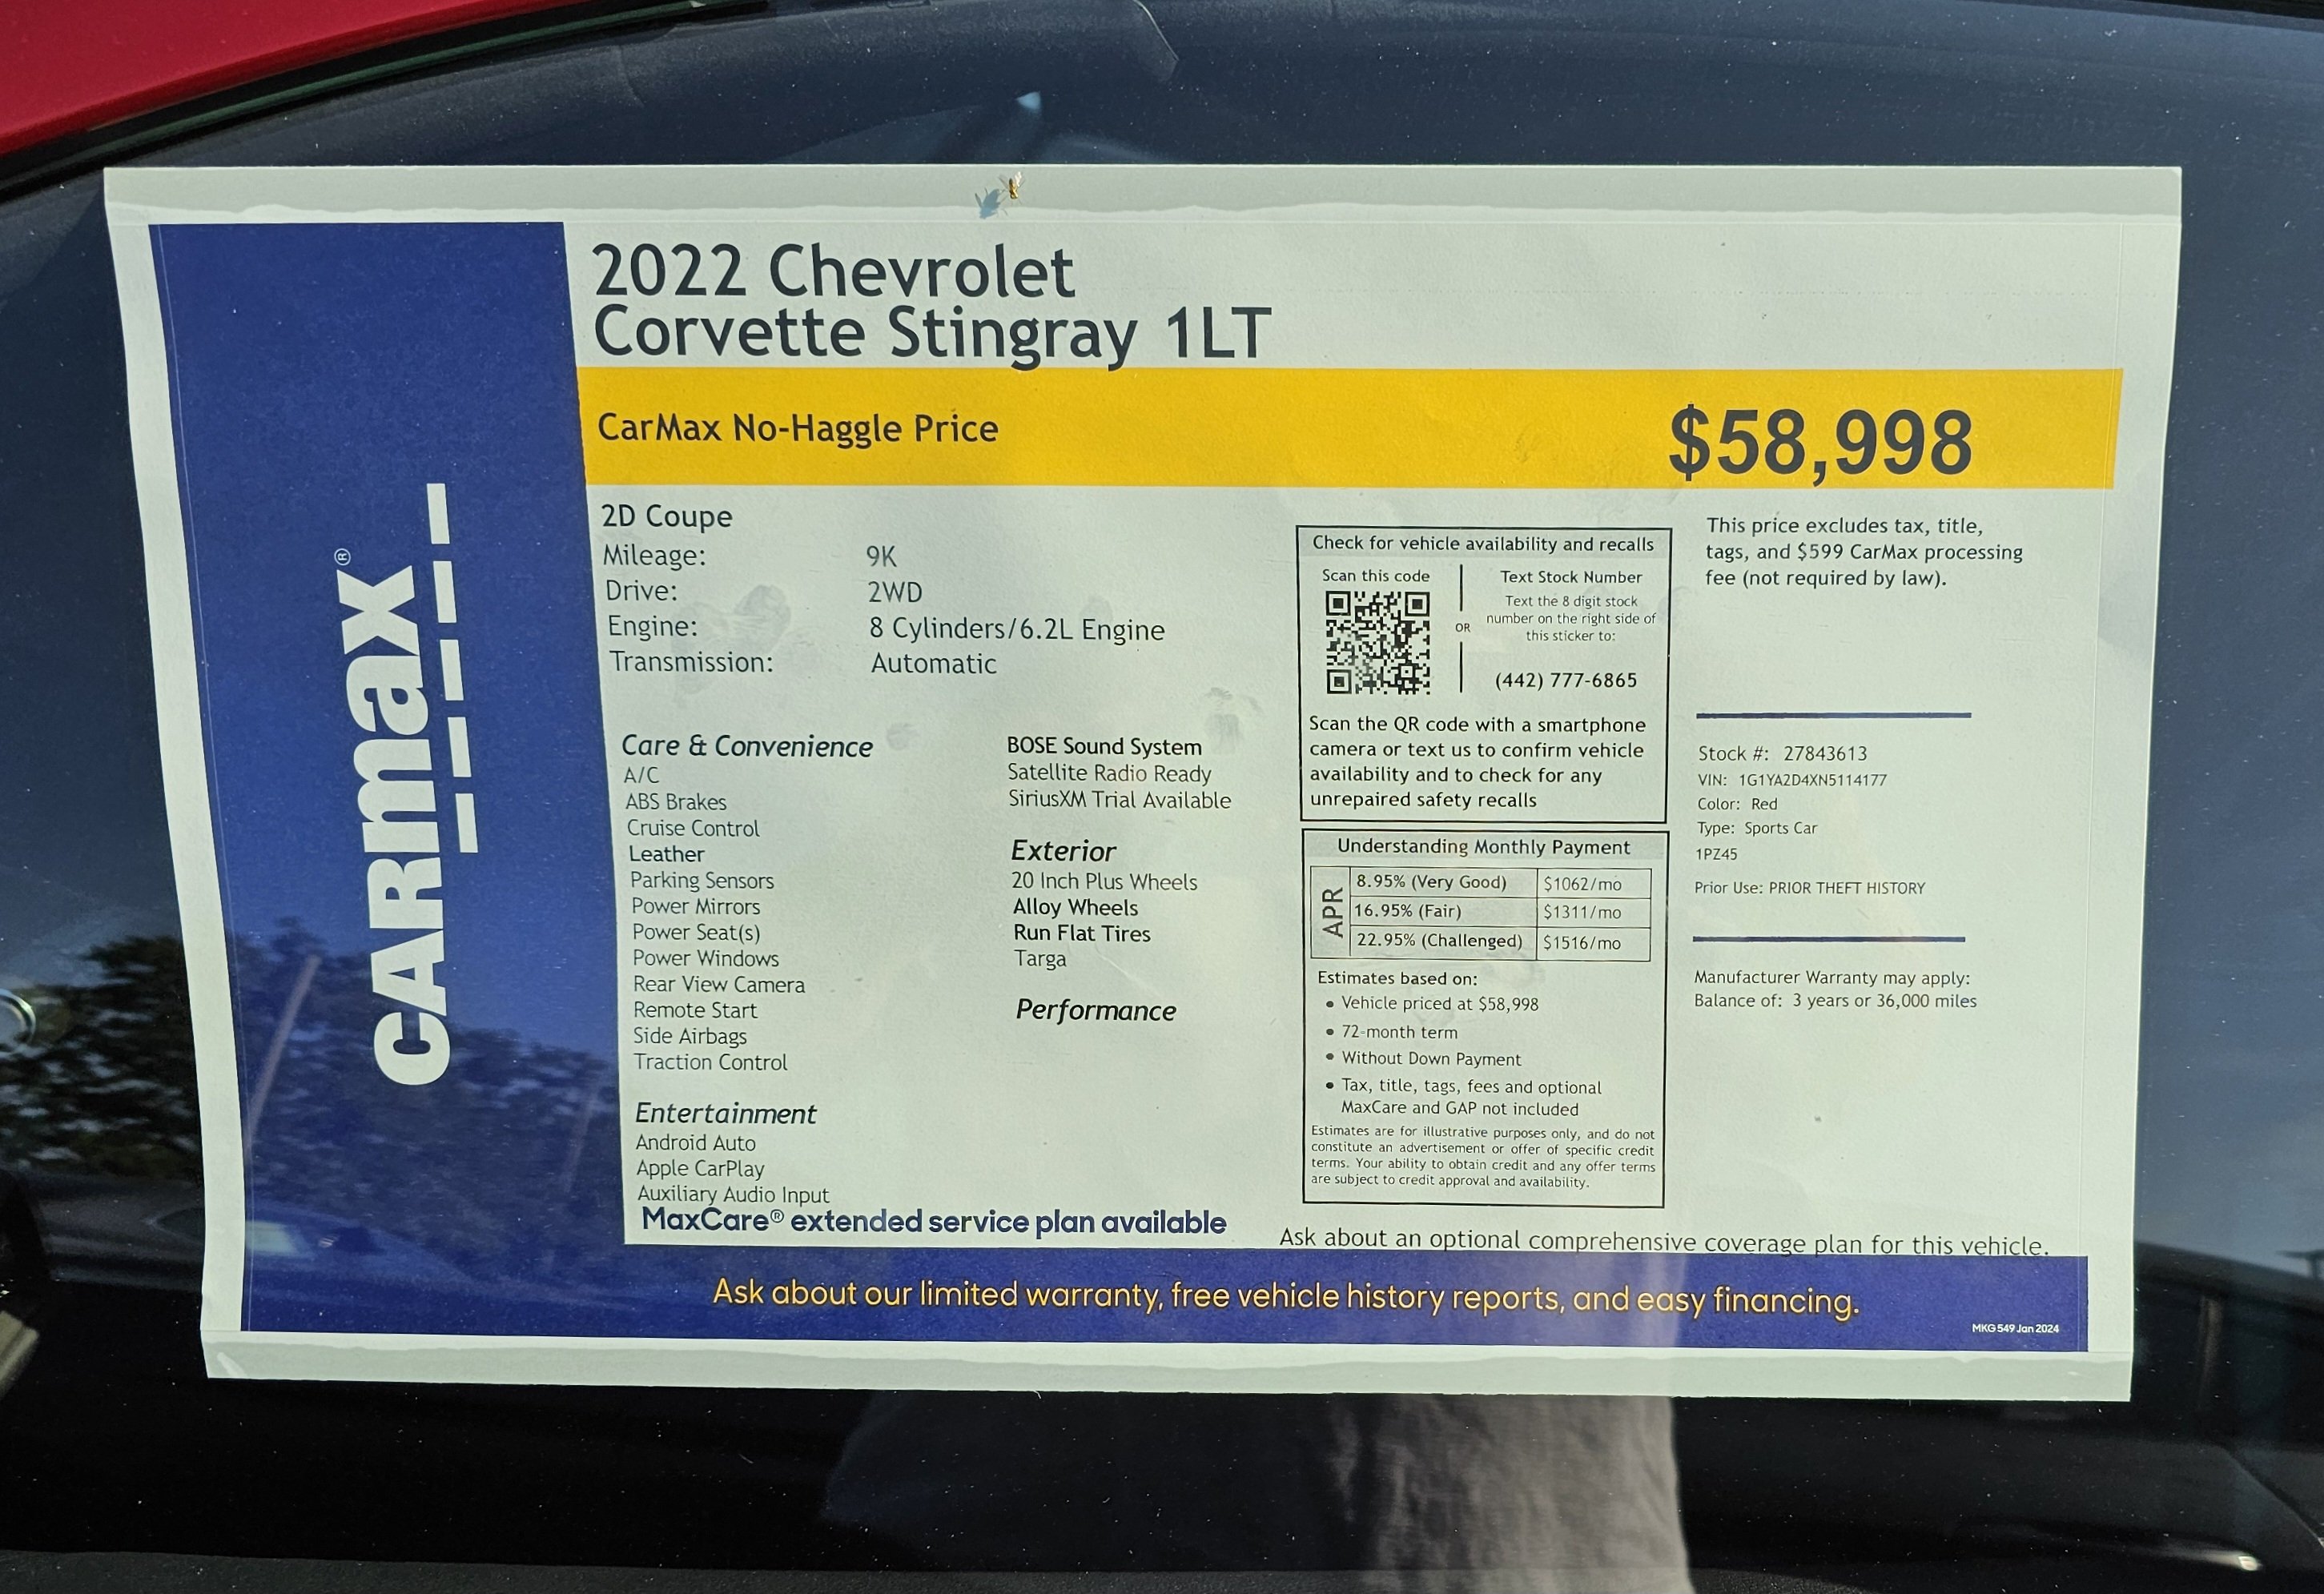 CARmax®
2022 Chevrolet
Corvette Stingray 1LT
CarMax No-Haggle Price
$58,998
2D Coupe
Mileage: 9K
Drive: 2WD
Engine: 8 Cylinders/6.2L Engine
Transmission: Automatic
Care & Convenience
A/C
ABS Brakes
Cruise Control
Leather
Parking Sensors
Power Mirrors
Power Seat(s)
Power Windows
Rear View Camera
Remote Start
Side Airbags
Traction Control
Entertainment
Android Auto
Apple CarPlay
Auxiliary Audio Input
BOSE Sound System
Satellite Radio Ready
SiriusXM Trial Available
Exterior
20 Inch Plus Wheels
Alloy Wheels
Run Flat Tires
Targa
Performance
MaxCare® extended service plan available
Check for vehicle availability and recalls
Scan this code
OR
Text Stock Number
Text the 8 digit stock
number on the right side of
this sticker to:
(442) 777-6865
Scan the QR code with a smartphone
camera or text us to confirm vehicle
availability and to check for any
unrepaired safety recalls
Understanding Monthly Payment
APR
8.95% (Very Good) $1062/mo
16.95% (Fair) $1311/mo
22.95% (Challenged) $1516/mo
Estimates based on:
• Vehicle priced at $58,998
• 72-month term
• Without Down Payment
• Tax, title, tags, fees and optional
MaxCare and GAP not included
Estimates are for illustrative purposes only, and do not
constitute an advertisement or offer of specific credit
terms. Your ability to obtain credit and any offer terms
are subject to credit approval and availability.
This price excludes tax, title,
tags, and $599 CarMax processing
fee (not required by law).
Stock #: 27843613
VIN: 1G1YA2D4XN5114177
Color: Red
Type: Sports Car
1PZ45
Prior Use: PRIOR THEFT HISTORY
Manufacturer Warranty may apply:
Balance of: 3 years or 36,000 miles
Ask about an optional comprehensive coverage plan for this vehicle.
Ask about our limited warranty, free vehicle history reports, and easy financing.
MKG 549 Jan 2024